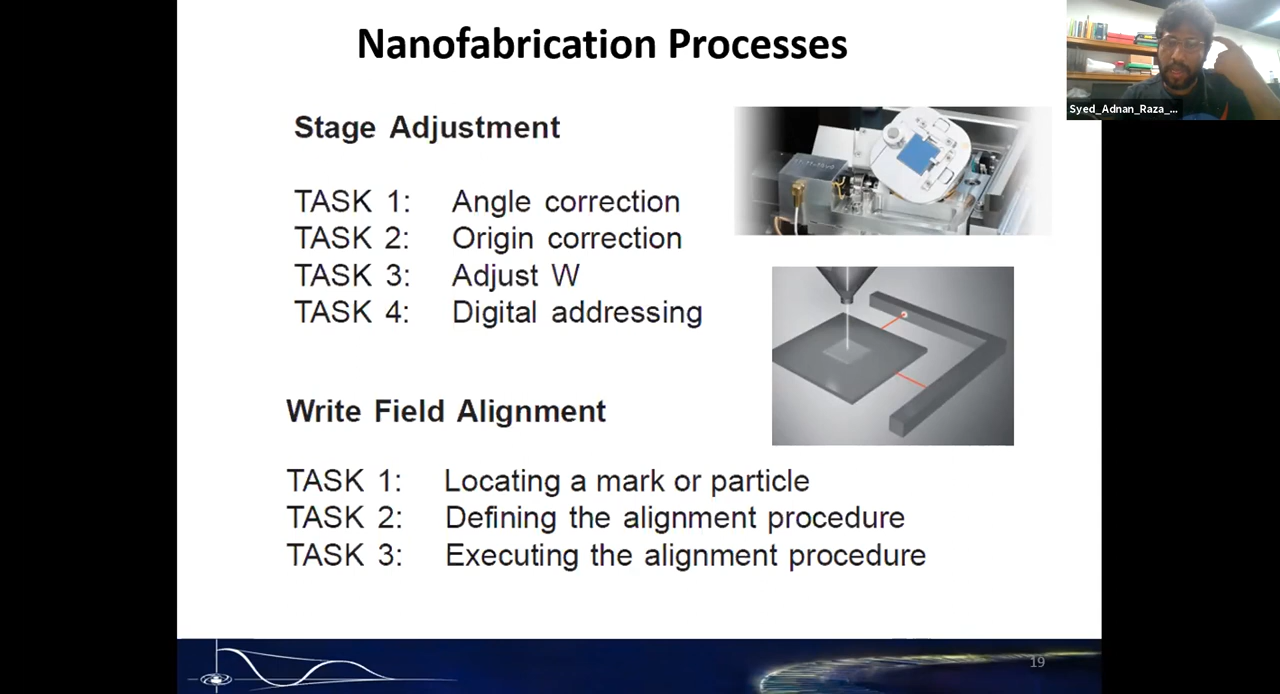 Nanofabrication Processes
Syed_Adnan_Raza_...
Stage Adjustment
TASK 1: Angle correction
TASK 2: Origin correction
TASK 3: Adjust W
TASK 4: Digital addressing
Write Field Alignment
TASK 1: Locating a mark or particle
TASK 2: Defining the alignment procedure
TASK 3: Executing the alignment procedure
19